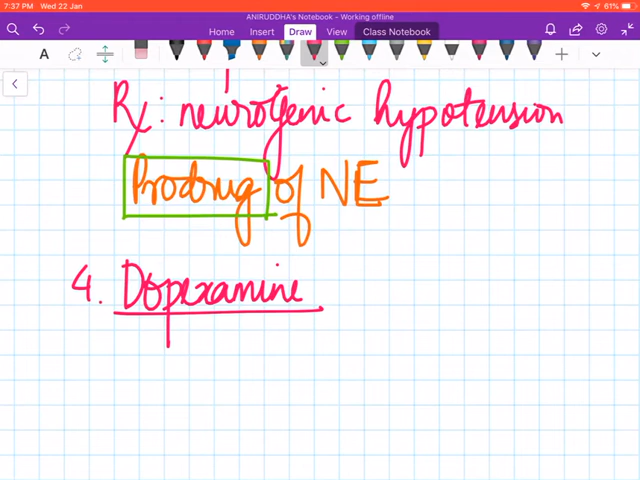 7:37 PM Wed 22 Jan
ANIRUDDHA's Notebook - Working offline
61%
Home Insert Draw View Class Notebook
A
Rx: neurogenic hypotension
Prodrug of NE
4. Dopexamine